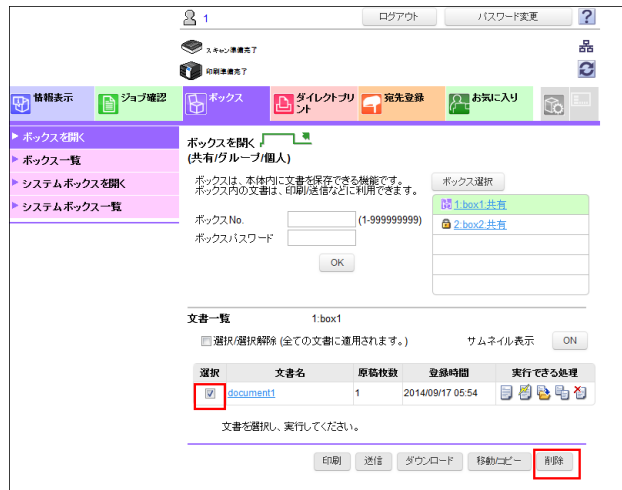 1 ログアウト パスワード変更 ?
スキャン準備完了
印刷準備完了
情報表示 ジョブ確認 ボックス ダイレクトプリント 宛先登録 お気に入り
ボックスを開く
ボックス一覧
システムボックスを開く
システムボックス一覧
ボックスを開く
(共有/グループ/個人)
ボックスは、本体内に文書を保存できる機能です。
ボックス内の文書は、印刷/送信などに利用できます。
ボックスNo. (1-999999999)
ボックスパスワード
OK
ボックス選択
1:box1:共有
2:box2:共有
文書一覧 1:box1
選択/選択解除 (全ての文書に適用されます。) サムネイル表示 ON
選択 文書名 原稿枚数 登録時間 実行できる処理
document1 1 2014/09/17 05:54
文書を選択し、実行してください。
印刷 送信 ダウンロード 移動/コピー 削除